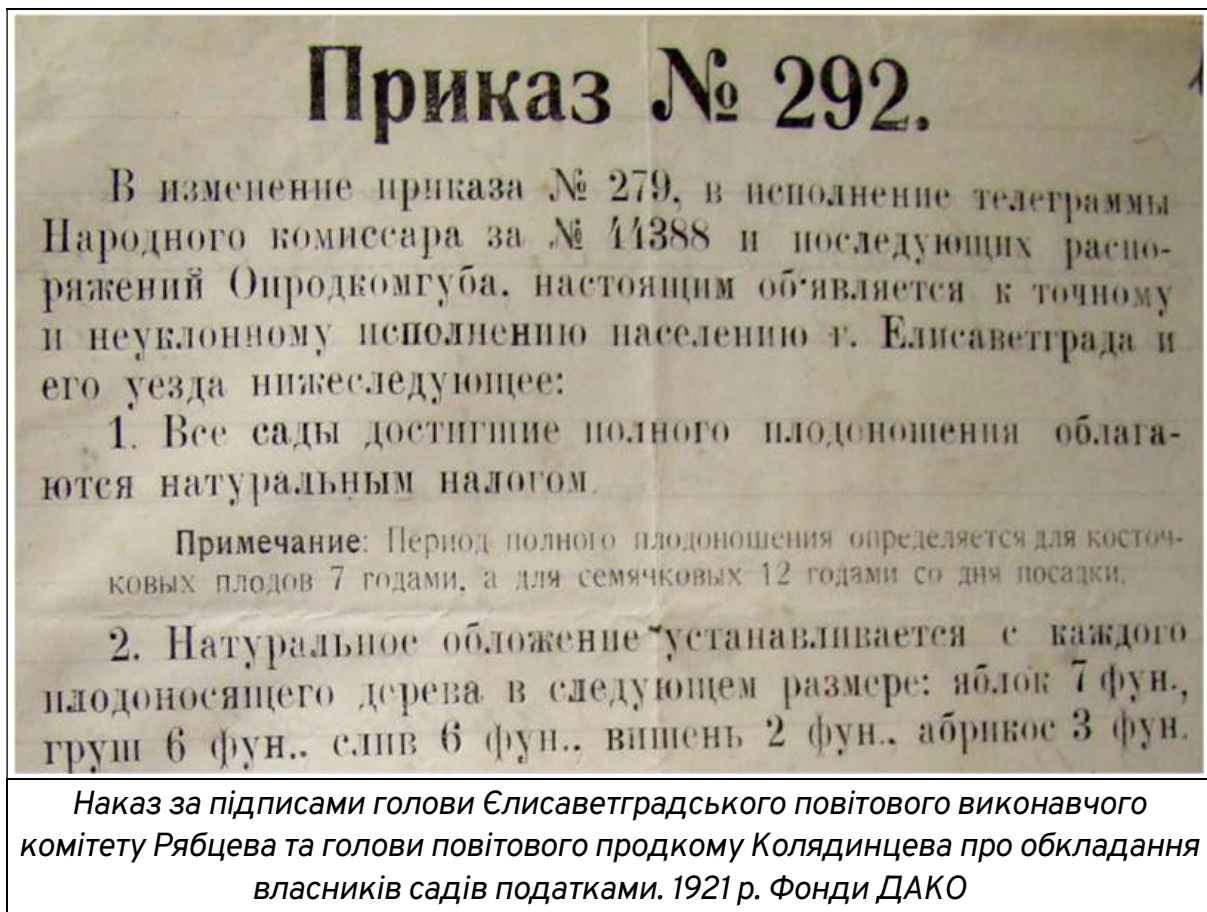 Приказ № 292.
В изменение приказа № 279, в исполнение телеграммы
Народного комиссара за № 44388 и последующих распо-
ряжений Опродкомгуба. настоящим об'является к точному
и неуклонному исполнению населению г. Елисаветграда и
его уезда нижеследующее:
1. Все сады достигшие полного плодоношения облага-
ются натуральным налогом.
Примечание: Период полного плодоношения определяется для косточ-
ковых плодов 7 годами, а для семячковых 12 годами со дня посадки.
2. Натуральное обложение устанавливается с каждого
плодоносящего дерева в следующем размере: яблок 7 фун.,
груш 6 фун., слив 6 фун., вишень 2 фун., абрикос 3 фун.
Наказ за підписами голови Єлисаветградського повітового виконавчого
комітету Рябцева та голови повітового продкому Колядинцева про обкладання
власників садів податками. 1921 р. Фонди ДАКО